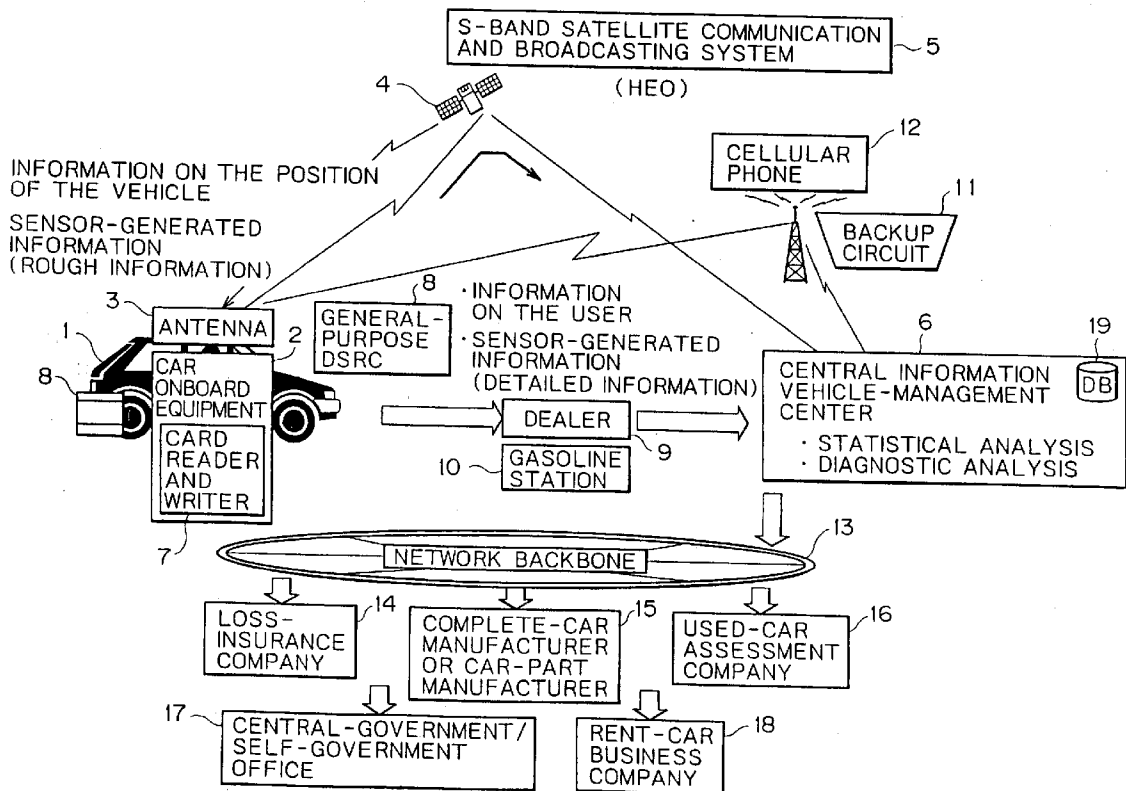 S-BAND SATELLITE COMMUNICATION
AND BROADCASTING SYSTEM
5
(HEO)
4
12
CELLULAR
PHONE
11
BACKUP
CIRCUIT
INFORMATION ON THE POSITION
OF THE VEHICLE
SENSOR-GENERATED
INFORMATION
(ROUGH INFORMATION)
3
ANTENNA
1
2
8
CAR
ONBOARD
EQUIPMENT
CARD
READER
AND
WRITER
7
8
GENERAL-
PURPOSE
DSRC
· INFORMATION
ON THE USER
· SENSOR-GENERATED
INFORMATION
(DETAILED INFORMATION)
DEALER
9
10
GASOLINE
STATION
6
19
CENTRAL INFORMATION
VEHICLE-MANAGEMENT
CENTER
DB
· STATISTICAL ANALYSIS
· DIAGNOSTIC ANALYSIS
13
NETWORK BACKBONE
14
LOSS-
INSURANCE
COMPANY
15
COMPLETE-CAR
MANUFACTURER
OR CAR-PART
MANUFACTURER
16
USED-CAR
ASSESSMENT
COMPANY
17
CENTRAL-GOVERNMENT/
SELF-GOVERNMENT
OFFICE
18
RENT-CAR
BUSINESS
COMPANY